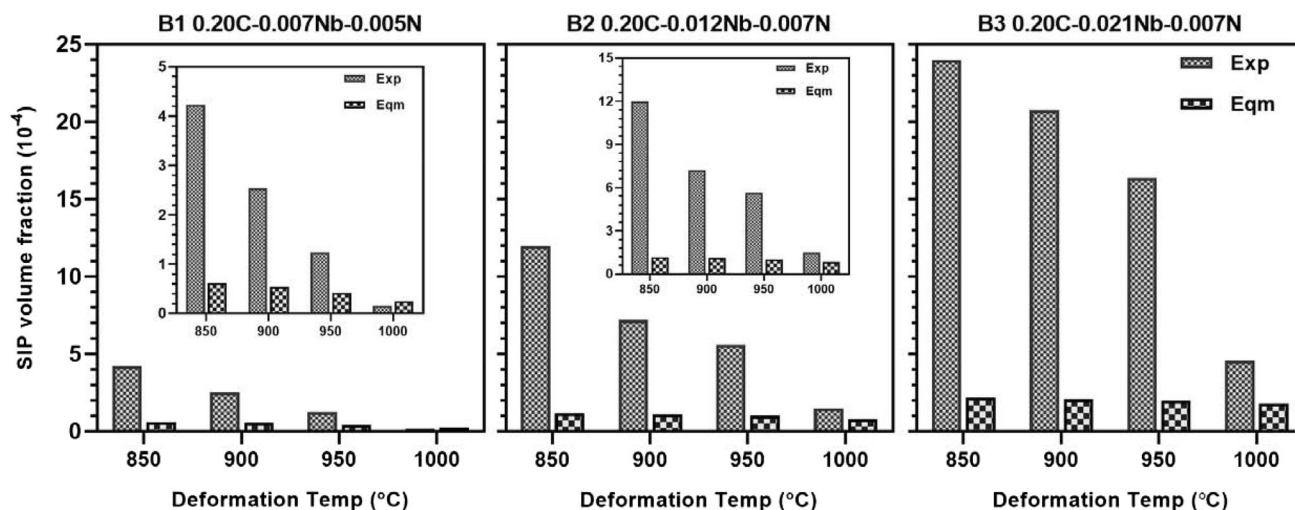 B1 0.20C-0.007Nb-0.005N
B2 0.20C-0.012Nb-0.007N
B3 0.20C-0.021Nb-0.007N
SIP volume fraction (10⁻⁴)
25
20
15
10
5
0
5
4
3
2
1
0
Exp
Eqm
850 900 950 1000
15
12
9
6
3
0
Exp
Eqm
850 900 950 1000
Exp
Eqm
850 900 950 1000
850 900 950 1000
850 900 950 1000
Deformation Temp (°C)
Deformation Temp (°C)
Deformation Temp (°C)